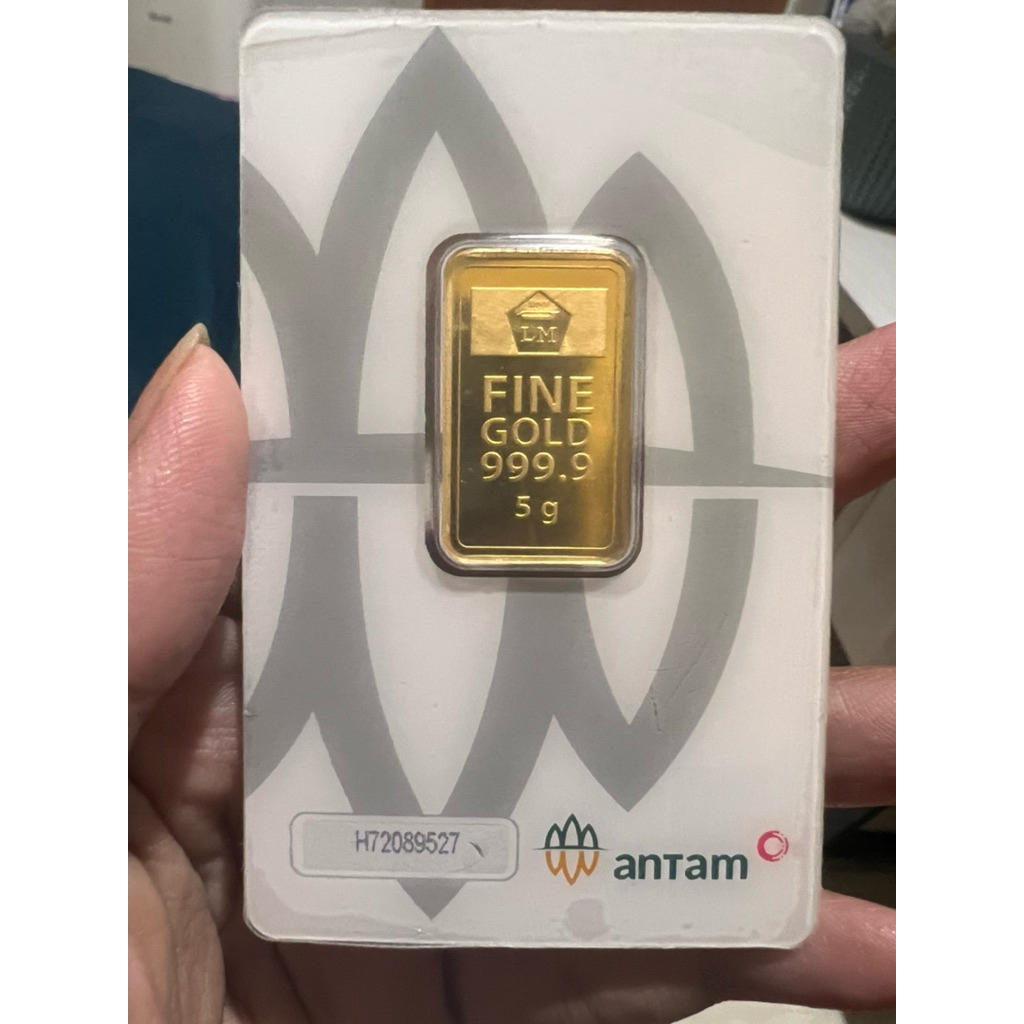 LM
FINE
GOLD
999.9
5 g
H72089527
antam